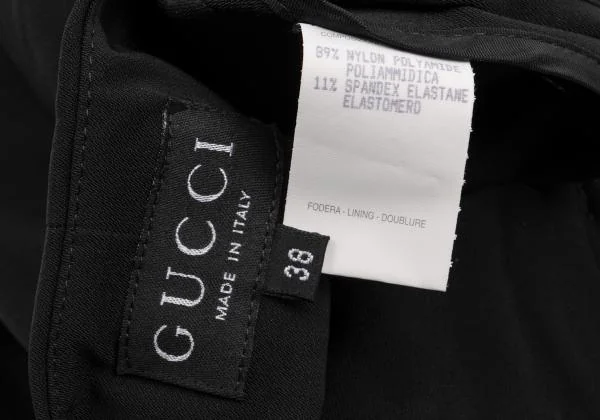 GUCCI
MADE IN ITALY
38
89% NYLON POLYAMIDE
POLIAMMIDICA
11% SPANDEX ELASTANE
ELASTOMERO
FODERA - LINING - DOUBLURE